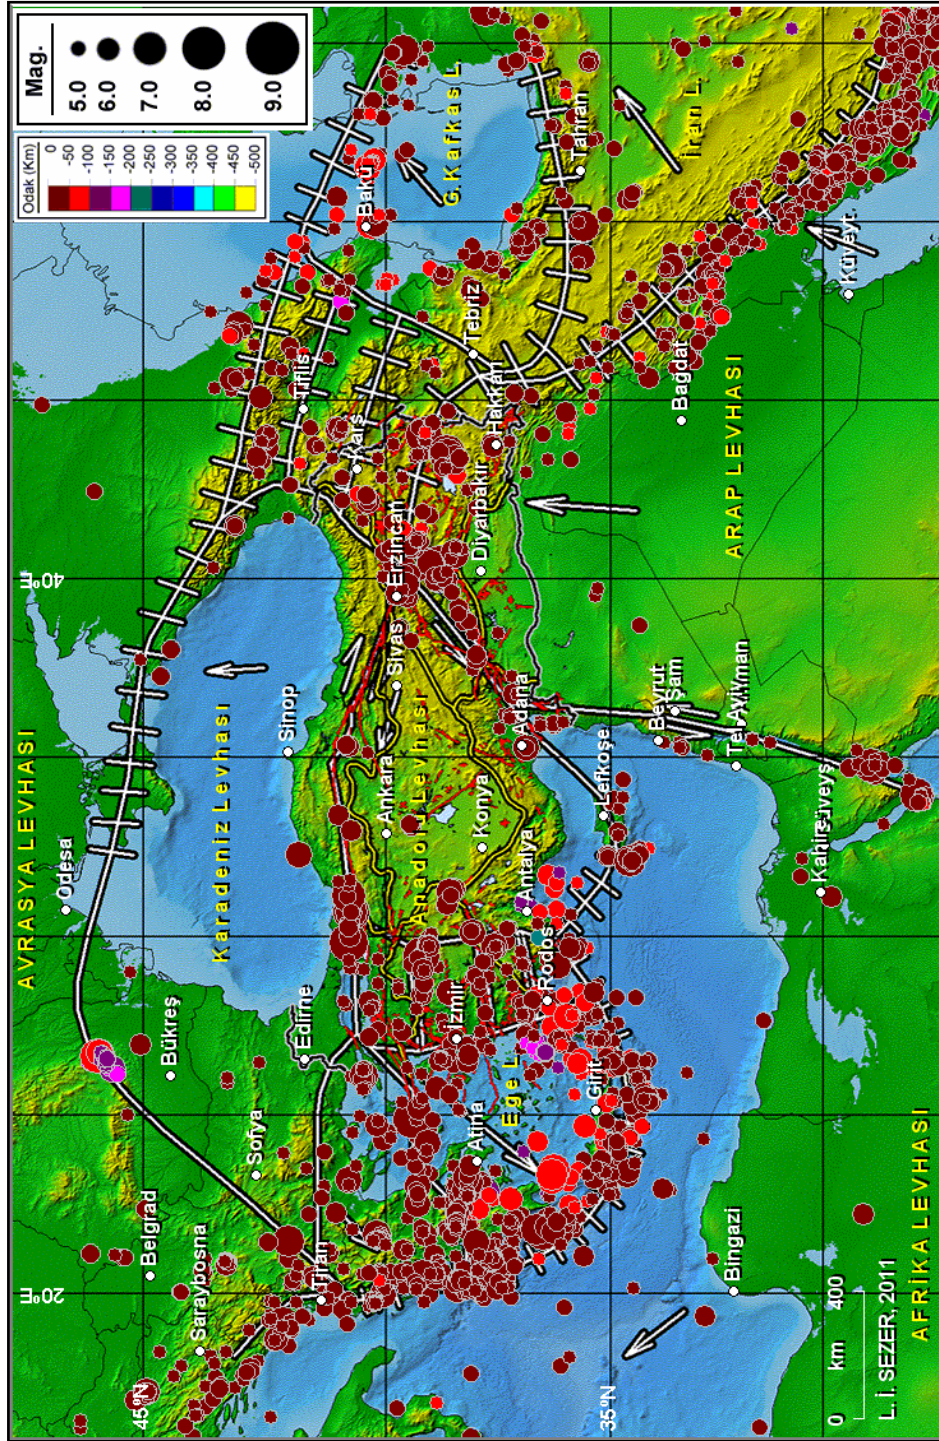 Mag.
5.0
6.0
7.0
8.0
9.0
Odak (Km)
0
-50
-100
-150
-200
-250
-300
-350
-400
-450
-500
AVRASYA LEVHASI
Odesa
40ºE
Karadeniz Levhası
Sinop
Bükreş
Edirne
Sofya
Belgrad
Saraybosna
20ºE
Tiran
45ºN
Tiflis
Kars
Bakü
G.Kafkas L.
Tahran
İran L.
Tebriz
Hakkari
Erzincan
Diyarbakır
Sivas
Ankara
Anadolu Levhası
Konya
Adana
Antalya
Lefkoşe
İzmir
Rodos
Ege L.
Girit
Atina
35ºN
Bağdat
Küveyt
ARAP LEVHASI
Beyrut
Şam
Tel Aviv
Amman
Kahire
Süveyş
Bingazi
AFRİKA LEVHASI
0 km 400
L. İ. SEZER, 2011